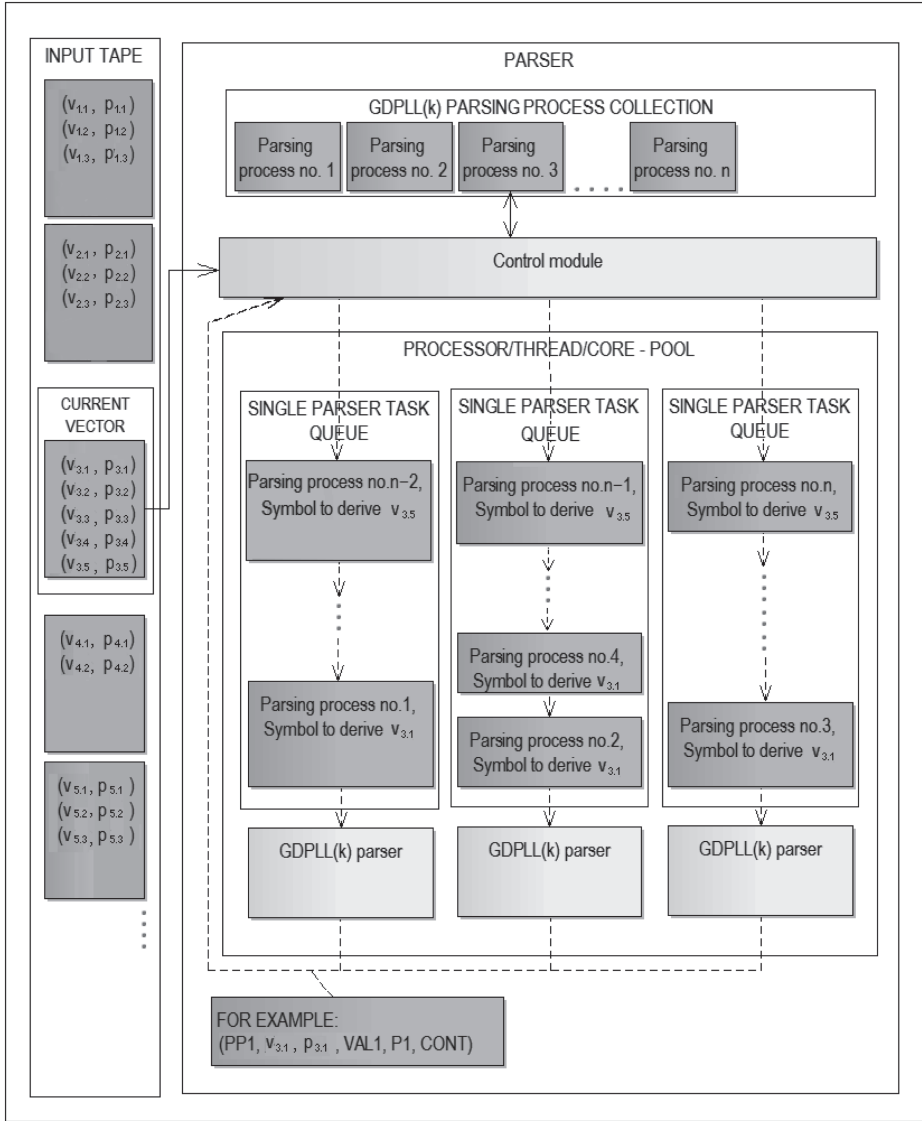 INPUT TAPE
(v1.1, p1.1)
(v1.2, p1.2)
(v1.3, p1.3)
(v2.1, p2.1)
(v2.2, p2.2)
(v2.3, p2.3)
CURRENT
VECTOR
(v3.1, p3.1)
(v3.2, p3.2)
(v3.3, p3.3)
(v3.4, p3.4)
(v3.5, p3.5)
(v4.1, p4.1)
(v4.2, p4.2)
(v5.1, p5.1)
(v5.2, p5.2)
(v5.3, p5.3)
PARSER
GDPLL(k) PARSING PROCESS COLLECTION
Parsing
process no. 1
Parsing
process no. 2
Parsing
process no. 3
Parsing
process no. n
Control module
PROCESSOR/THREAD/CORE - POOL
SINGLE PARSER TASK
QUEUE
Parsing process no.n−2,
Symbol to derive v3.5
Parsing process no.1,
Symbol to derive v3.1
GDPLL(k) parser
SINGLE PARSER TASK
QUEUE
Parsing process no.n−1,
Symbol to derive v3.5
Parsing process no.4,
Symbol to derive v3.1
Parsing process no.2,
Symbol to derive v3.1
GDPLL(k) parser
SINGLE PARSER TASK
QUEUE
Parsing process no.n,
Symbol to derive v3.5
Parsing process no.3,
Symbol to derive v3.1
GDPLL(k) parser
FOR EXAMPLE:
(PP1, v3.1, p3.1, VAL1, P1, CONT)